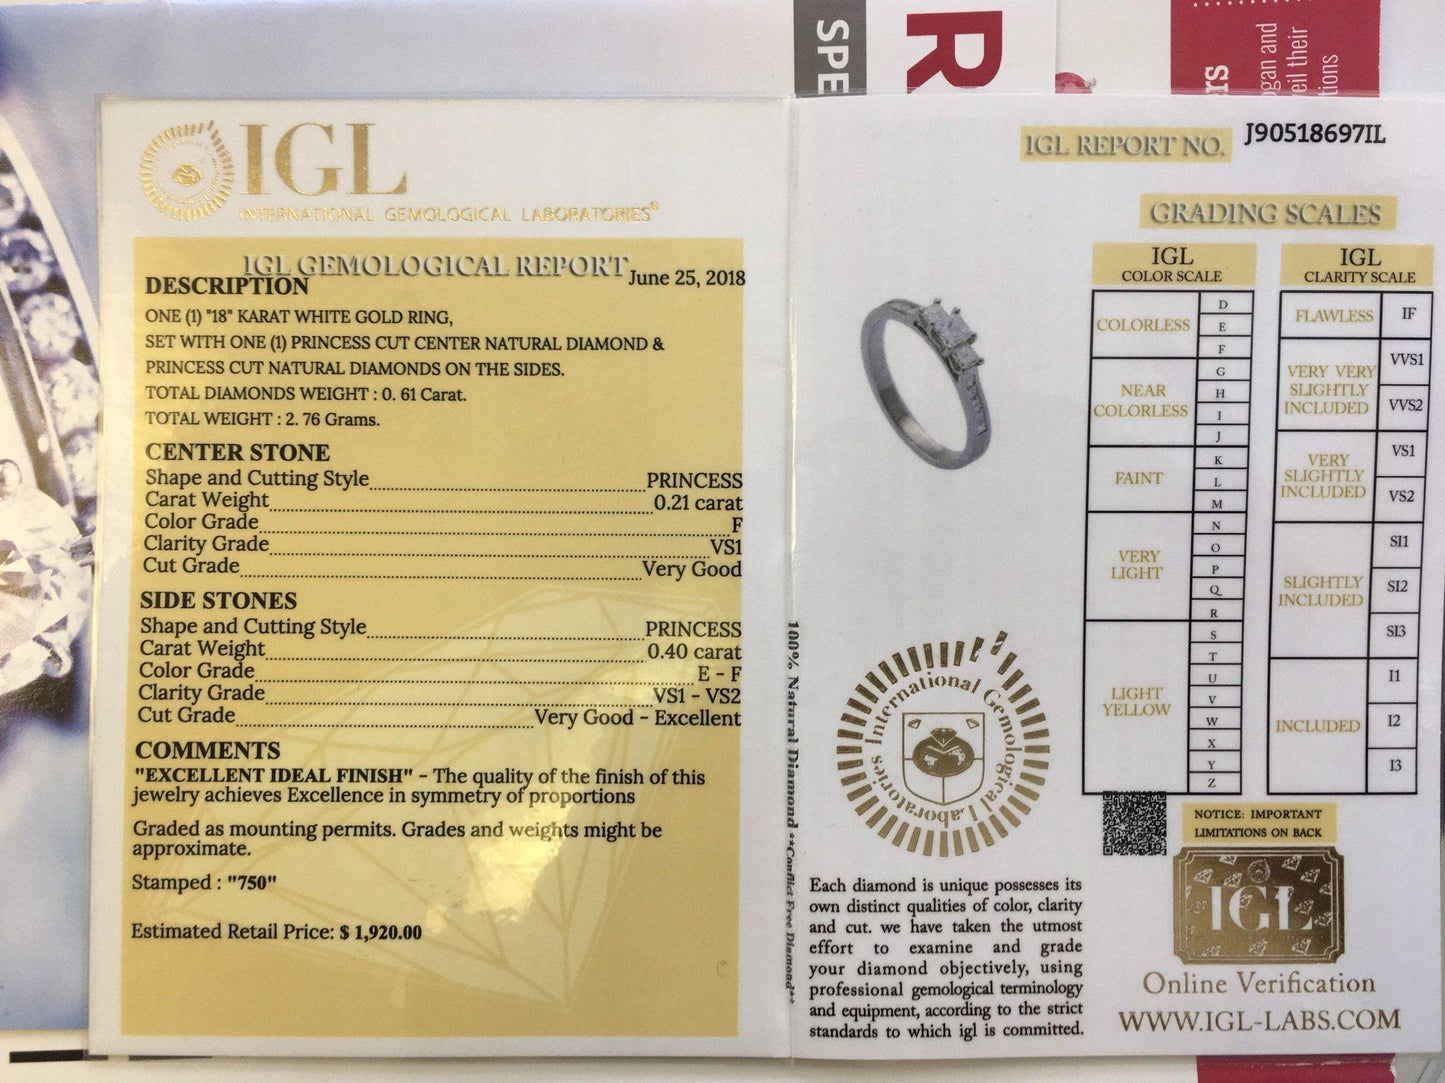 SPE
R
rs
ogan and
eil their
tions
IGL
INTERNATIONAL GEMOLOGICAL LABORATORIES®
IGL GEMOLOGICAL REPORT
June 25, 2018
DESCRIPTION
ONE (1) "18" KARAT WHITE GOLD RING,
SET WITH ONE (1) PRINCESS CUT CENTER NATURAL DIAMOND &
PRINCESS CUT NATURAL DIAMONDS ON THE SIDES.
TOTAL DIAMONDS WEIGHT : 0. 61 Carat.
TOTAL WEIGHT : 2. 76 Grams.
CENTER STONE
Shape and Cutting Style PRINCESS
Carat Weight 0.21 carat
Color Grade F
Clarity Grade VS1
Cut Grade Very Good
SIDE STONES
Shape and Cutting Style PRINCESS
Carat Weight 0.40 carat
Color Grade E - F
Clarity Grade VS1 - VS2
Cut Grade Very Good - Excellent
COMMENTS
"EXCELLENT IDEAL FINISH" - The quality of the finish of this
jewelry achieves Excellence in symmetry of proportions
Graded as mounting permits. Grades and weights might be
approximate.
Stamped : "750"
Estimated Retail Price: $ 1,920.00
100% Natural Diamond **Conflict Free Diamond**
IGL REPORT NO. J90518697IL
GRADING SCALES
IGL
COLOR SCALE
COLORLESS
D
E
F
NEAR
COLORLESS
G
H
I
J
FAINT
K
L
M
VERY
LIGHT
N
O
P
Q
R
LIGHT
YELLOW
S
T
U
V
W
X
Y
Z
IGL
CLARITY SCALE
FLAWLESS
IF
VERY VERY
SLIGHTLY
INCLUDED
VVS1
VVS2
VERY
SLIGHTLY
INCLUDED
VS1
VS2
SLIGHTLY
INCLUDED
SI1
SI2
SI3
INCLUDED
I1
I2
I3
International Gemological Laboratories
NOTICE: IMPORTANT
LIMITATIONS ON BACK
IGL
Each diamond is unique possesses its
own distinct qualities of color, clarity
and cut. we have taken the utmost
effort to examine and grade
your diamond objectively, using
professional gemological terminology
and equipment, according to the strict
standards to which igl is committed.
Online Verification
WWW.IGL-LABS.COM